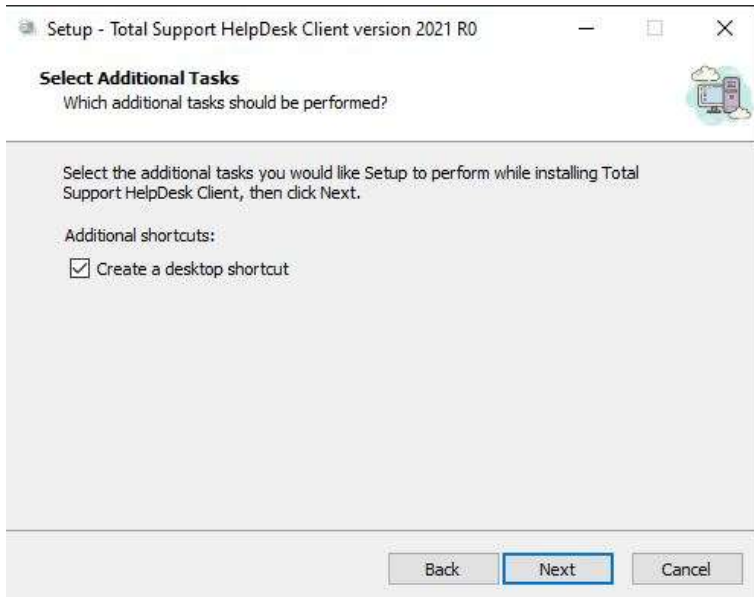 Setup - Total Support HelpDesk Client version 2021 R0
Select Additional Tasks
Which additional tasks should be performed?
Select the additional tasks you would like Setup to perform while installing Total
Support HelpDesk Client, then click Next.
Additional shortcuts:
Create a desktop shortcut
Back
Next
Cancel